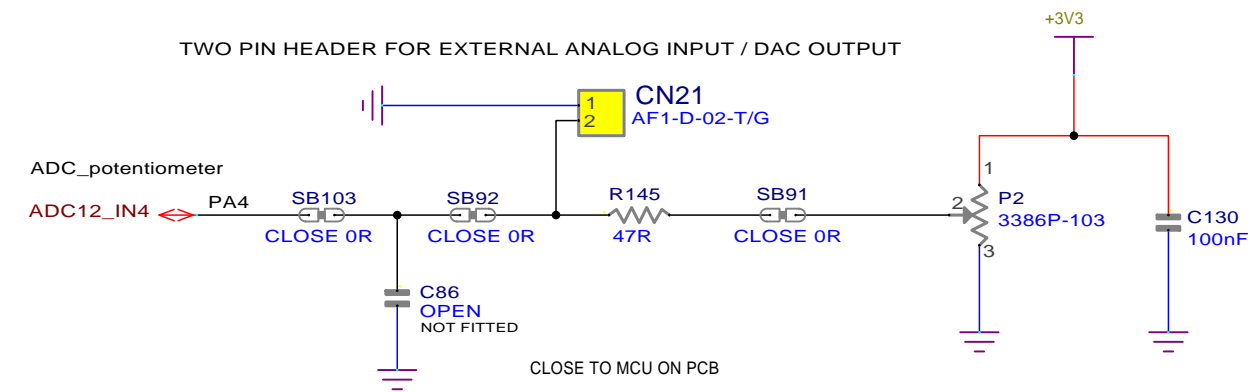 +3V3
TWO PIN HEADER FOR EXTERNAL ANALOG INPUT / DAC OUTPUT
CN21
1
2
AF1-D-02-T/G
ADC_potentiometer
ADC12_IN4
PA4
SB103
CLOSE 0R
SB92
CLOSE 0R
R145
47R
SB91
CLOSE 0R
1
2
3
P2
3386P-103
C130
100nF
C86
OPEN
NOT FITTED
CLOSE TO MCU ON PCB